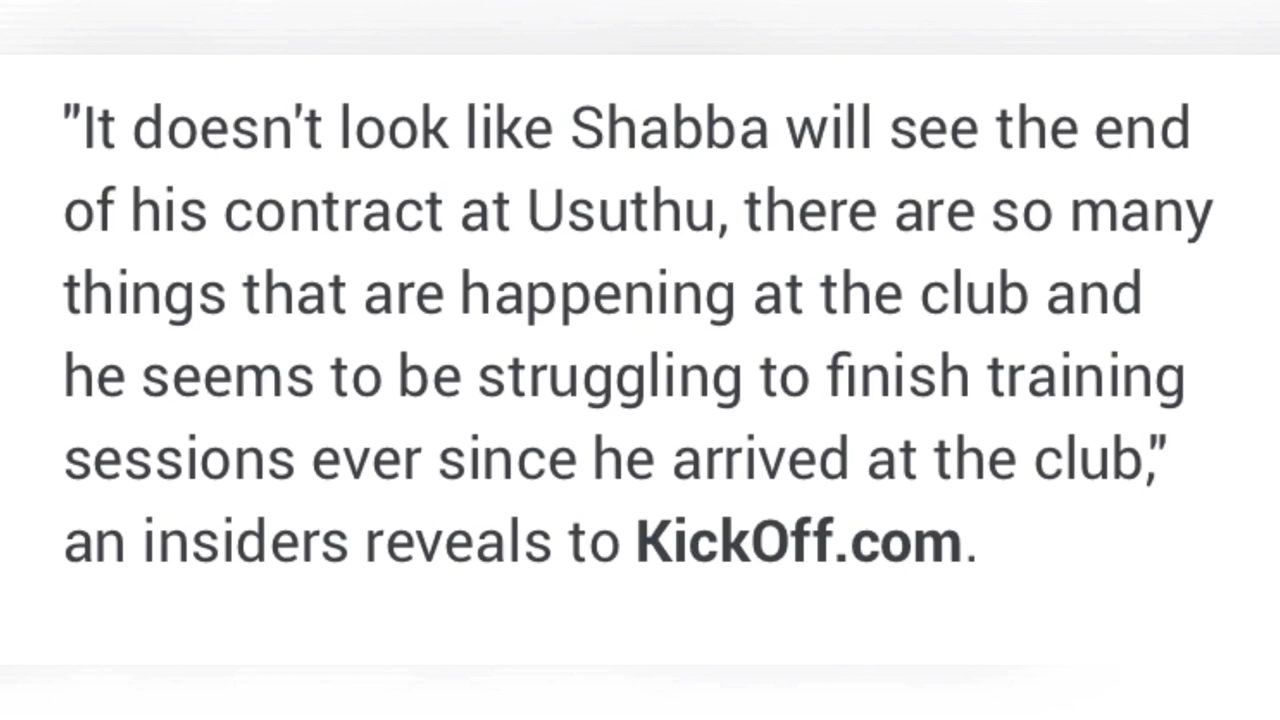 "It doesn't look like Shabba will see the end
of his contract at Usuthu, there are so many
things that are happening at the club and
he seems to be struggling to finish training
sessions ever since he arrived at the club,"
an insiders reveals to KickOff.com.